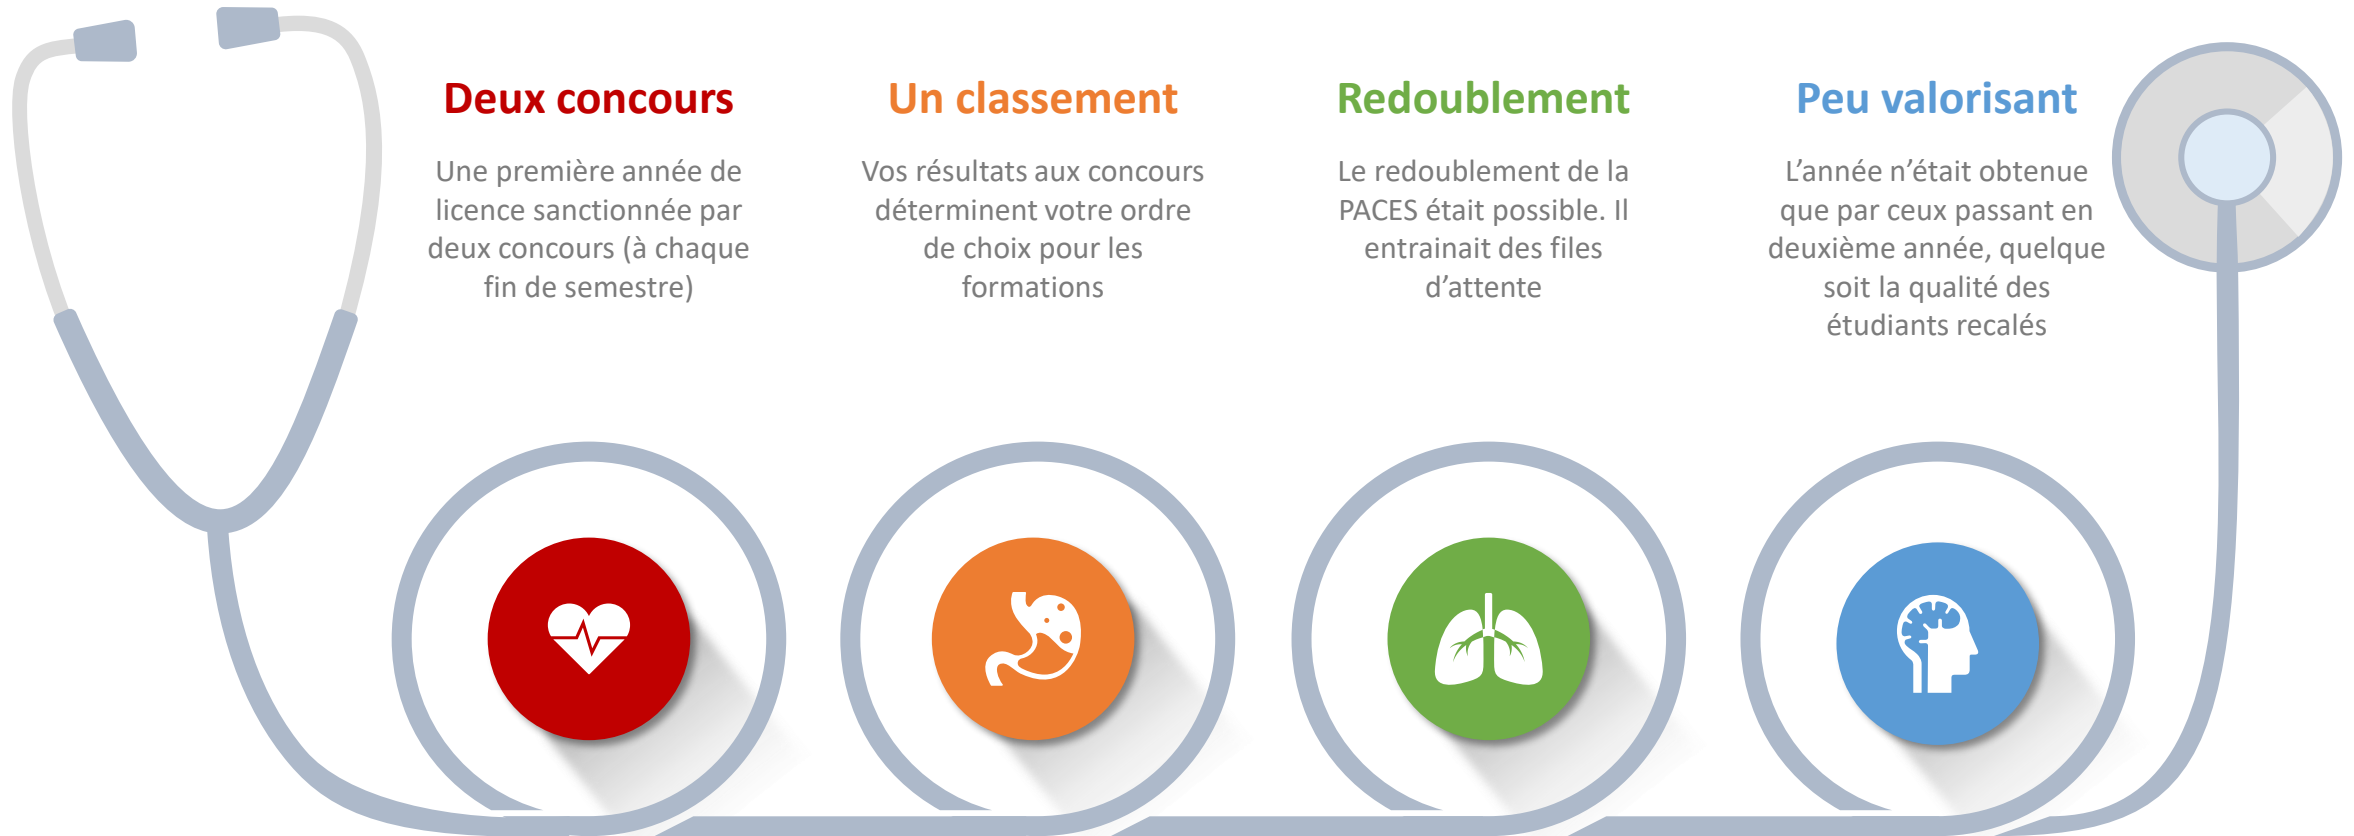 Deux concours
Une première année de
licence sanctionnée par
deux concours (à chaque
fin de semestre)
Un classement
Vos résultats aux concours
déterminent votre ordre
de choix pour les
formations
Redoublement
Le redoublement de la
PACES était possible. Il
entrainait des files
d’attente
Peu valorisant
L’année n’était obtenue
que par ceux passant en
deuxième année, quelque
soit la qualité des
étudiants recalés